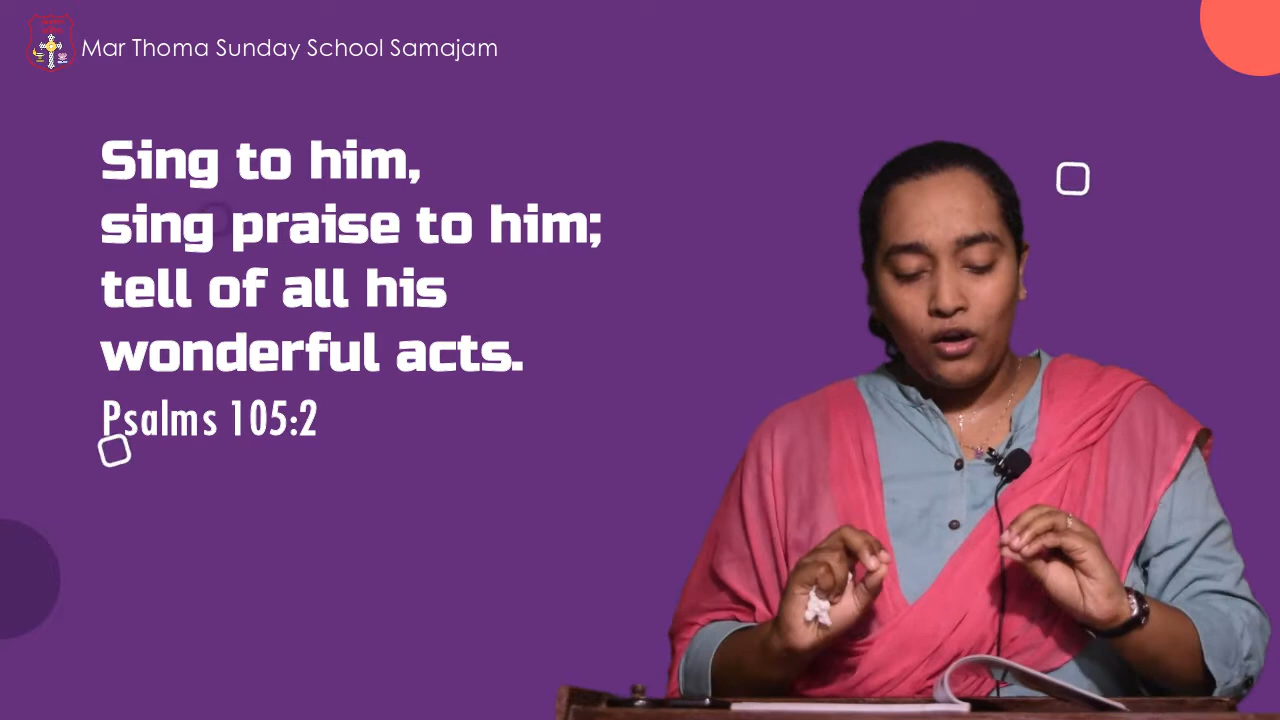 Mar Thoma Sunday School Samajam
Sing to him,
sing praise to him;
tell of all his
wonderful acts.
Psalms 105:2